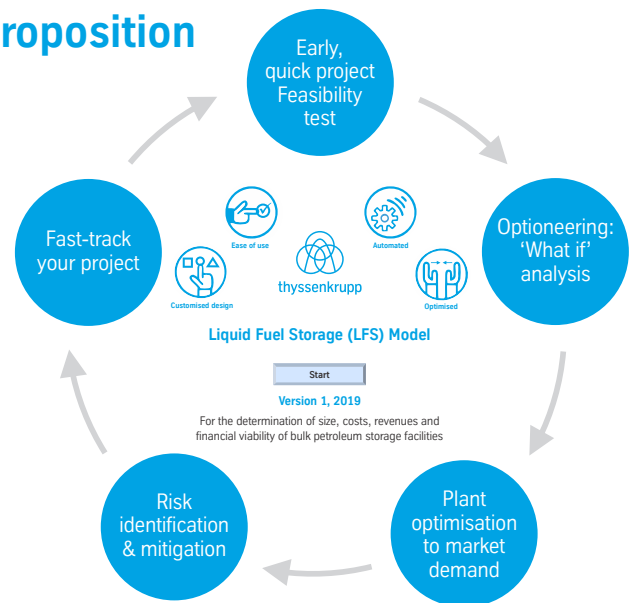 roposition
Early,
quick project
Feasibility
test
Optioneering:
'What if'
analysis
Plant
optimisation
to market
demand
Risk
identification
& mitigation
Fast-track
your project
Ease of use
Automated
Customised design
thyssenkrupp
Optimised
Liquid Fuel Storage (LFS) Model
Start
Version 1, 2019
For the determination of size, costs, revenues and
financial viability of bulk petroleum storage facilities